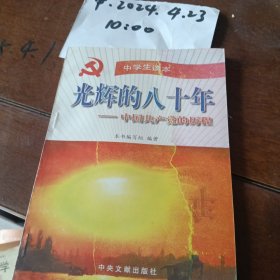 4.2024.4.23
10:00
中学生读本
光辉的八十年
——中国共产党的历程
本书编写组 编著
中央文献出版社